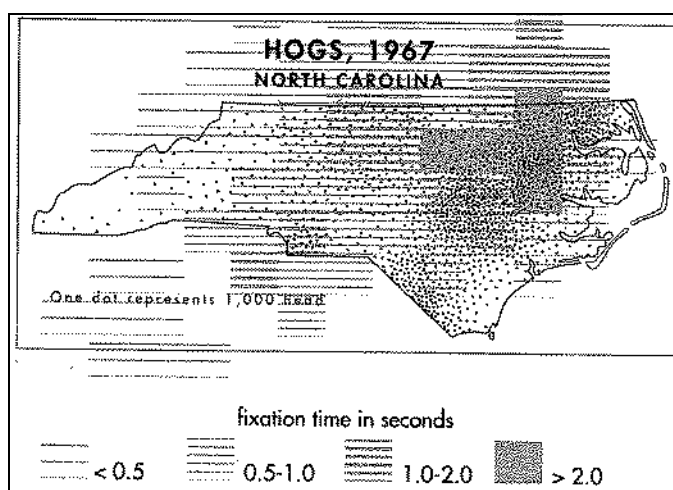 HOGS, 1967
NORTH CAROLINA
One dot represents 1,000 head
fixation time in seconds
< 0.5
0.5-1.0
1.0-2.0
> 2.0